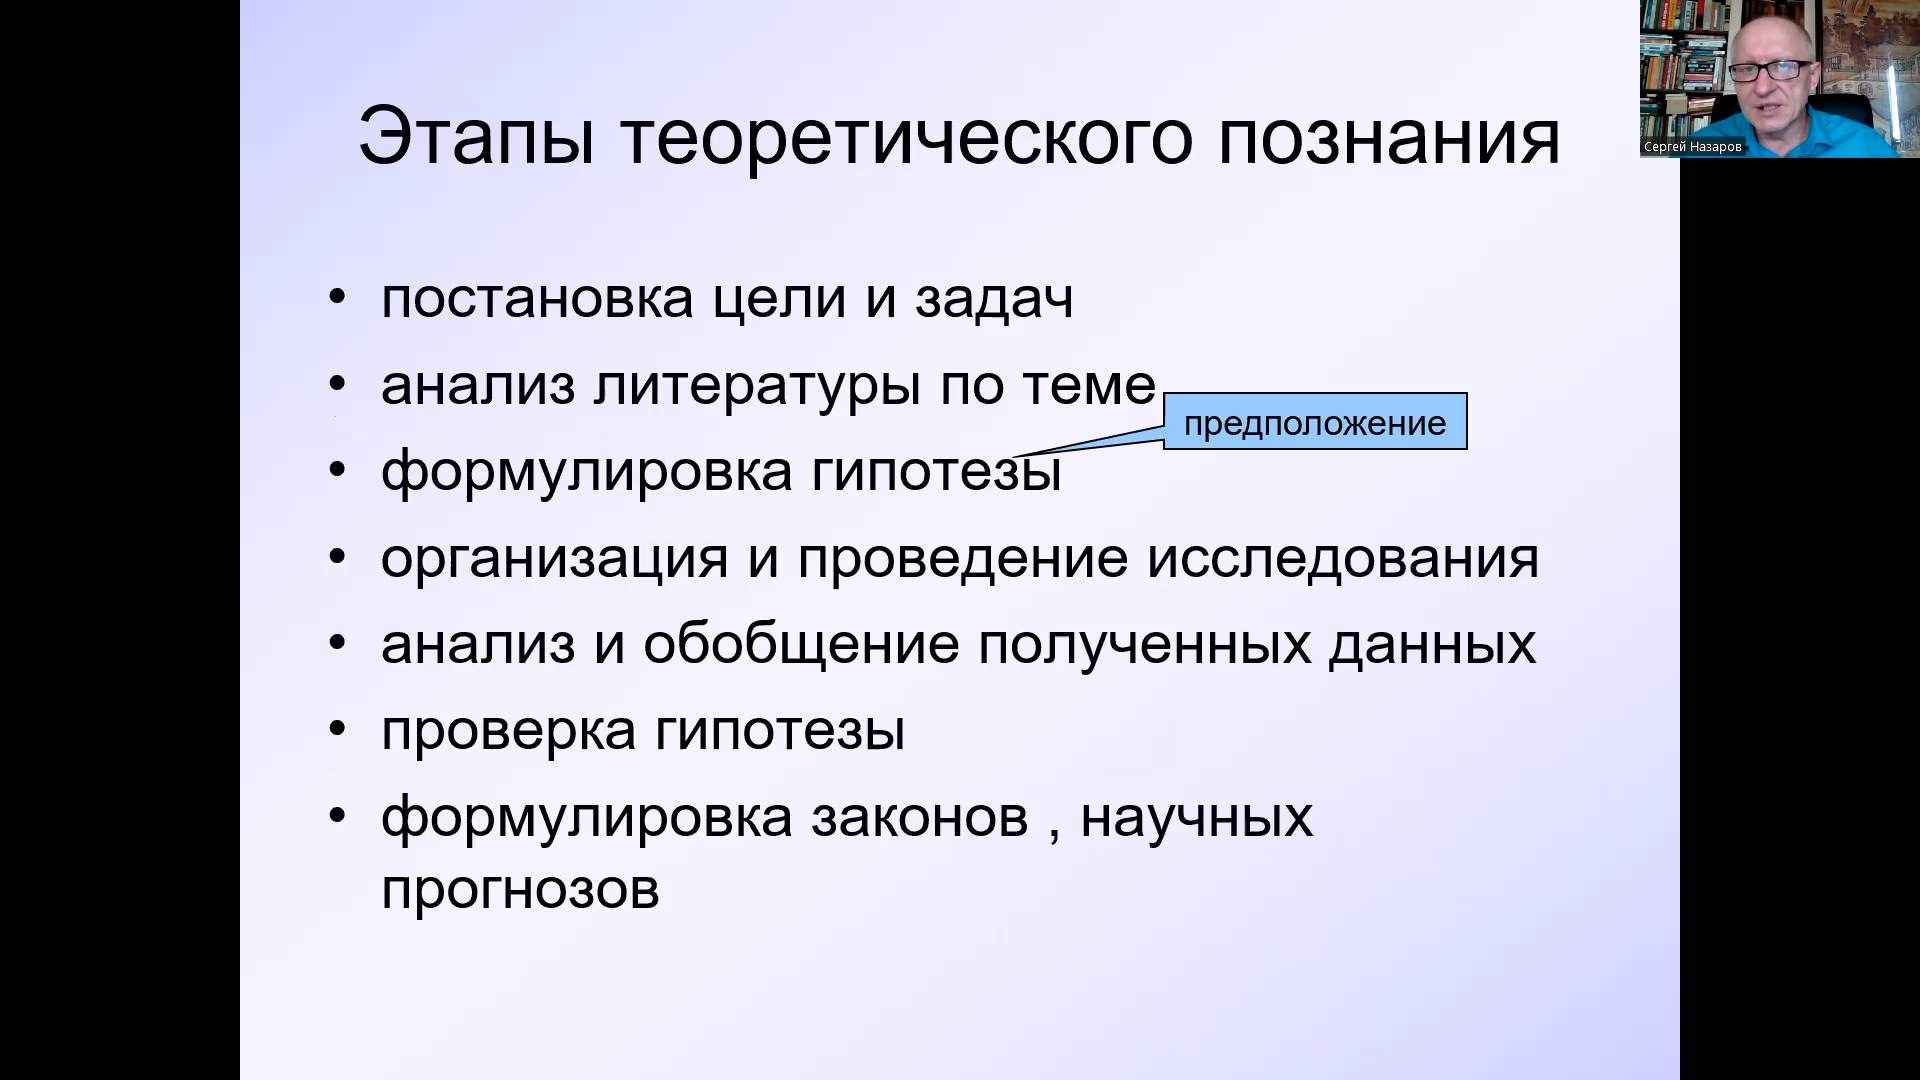 Этапы теоретического познания
Сергей Назаров
• постановка цели и задач
• анализ литературы по теме
предположение
• формулировка гипотезы
• организация и проведение исследования
• анализ и обобщение полученных данных
• проверка гипотезы
• формулировка законов , научных
прогнозов